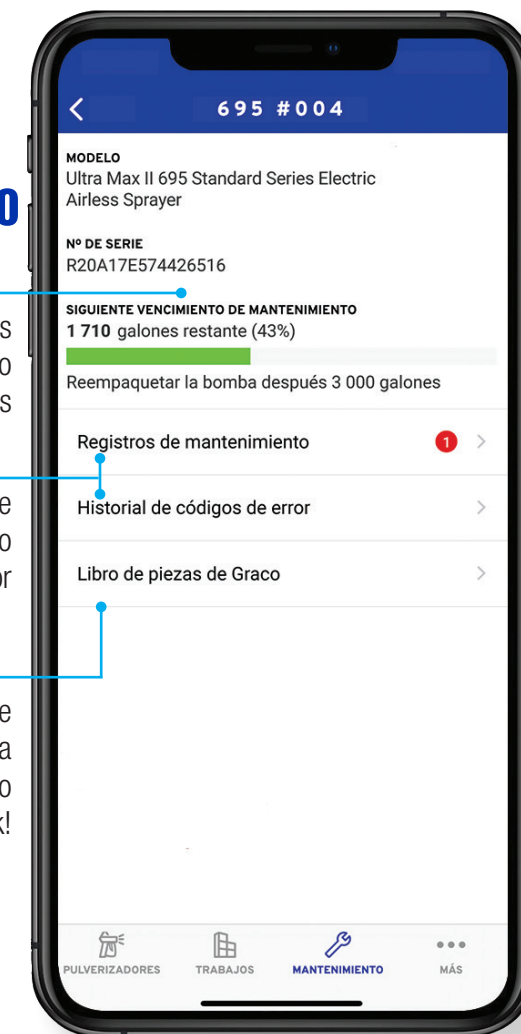 695 #004
MODELO
Ultra Max II 695 Standard Series Electric
Airless Sprayer
Nº DE SERIE
R20A17E574426516
SIGUIENTE VENCIMIENTO DE MANTENIMIENTO
1 710 galones restante (43%)
Reempaquetar la bomba después 3 000 galones
Registros de mantenimiento 1
Historial de códigos de error
Libro de piezas de Graco
PULVERIZADORES TRABAJOS MANTENIMIENTO MÁS